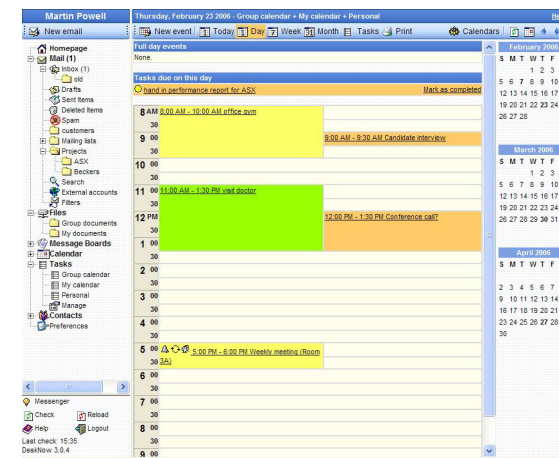 Martin Powell
Thursday, February 23 2006 - Group calendar + My calendar + Personal
New email
New event Today Day Week Month Tasks Print Calendars
Homepage
Mail (1)
Inbox (1)
old
Drafts
Sent items
Deleted items
Spam
customers
Mailing lists
Projects
ASX
Beckers
Search
External accounts
Filters
Files
Group documents
My documents
Message Boards
Calendar
Tasks
Group calendar
My calendar
Personal
Manage
Contacts
Preferences
Messenger
Check Reload
Help Logout
Last check: 15:35
DeskNow 3.0.4
Full day events
None.
Tasks due on this day
hand in performance report for ASX Mark as completed
8 AM 8:00 AM - 10:00 AM office gym
30
9 00 9:00 AM - 9:30 AM Candidate interview
30
10 00
30
11 00 11:00 AM - 1:30 PM visit doctor
30
12 PM 12:00 PM - 1:30 PM Conference call?
30
1 00
30
2 00
30
3 00
30
4 00
30
5 00 5:00 PM - 6:00 PM Weekly meeting (Room
30 3A)
6 00
30
7 00
30
8 00
30
9 00
February 2006
S M T W T F
1 2 3
5 6 7 8 9 10
12 13 14 15 16 17
19 20 21 22 23 24
26 27 28
March 2006
S M T W T F
1 2 3
5 6 7 8 9 10
12 13 14 15 16 17
19 20 21 22 23 24
26 27 28 29 30 31
April 2006
S M T W T F
2 3 4 5 6 7
9 10 11 12 13 14
16 17 18 19 20 21
23 24 25 26 27 28
30